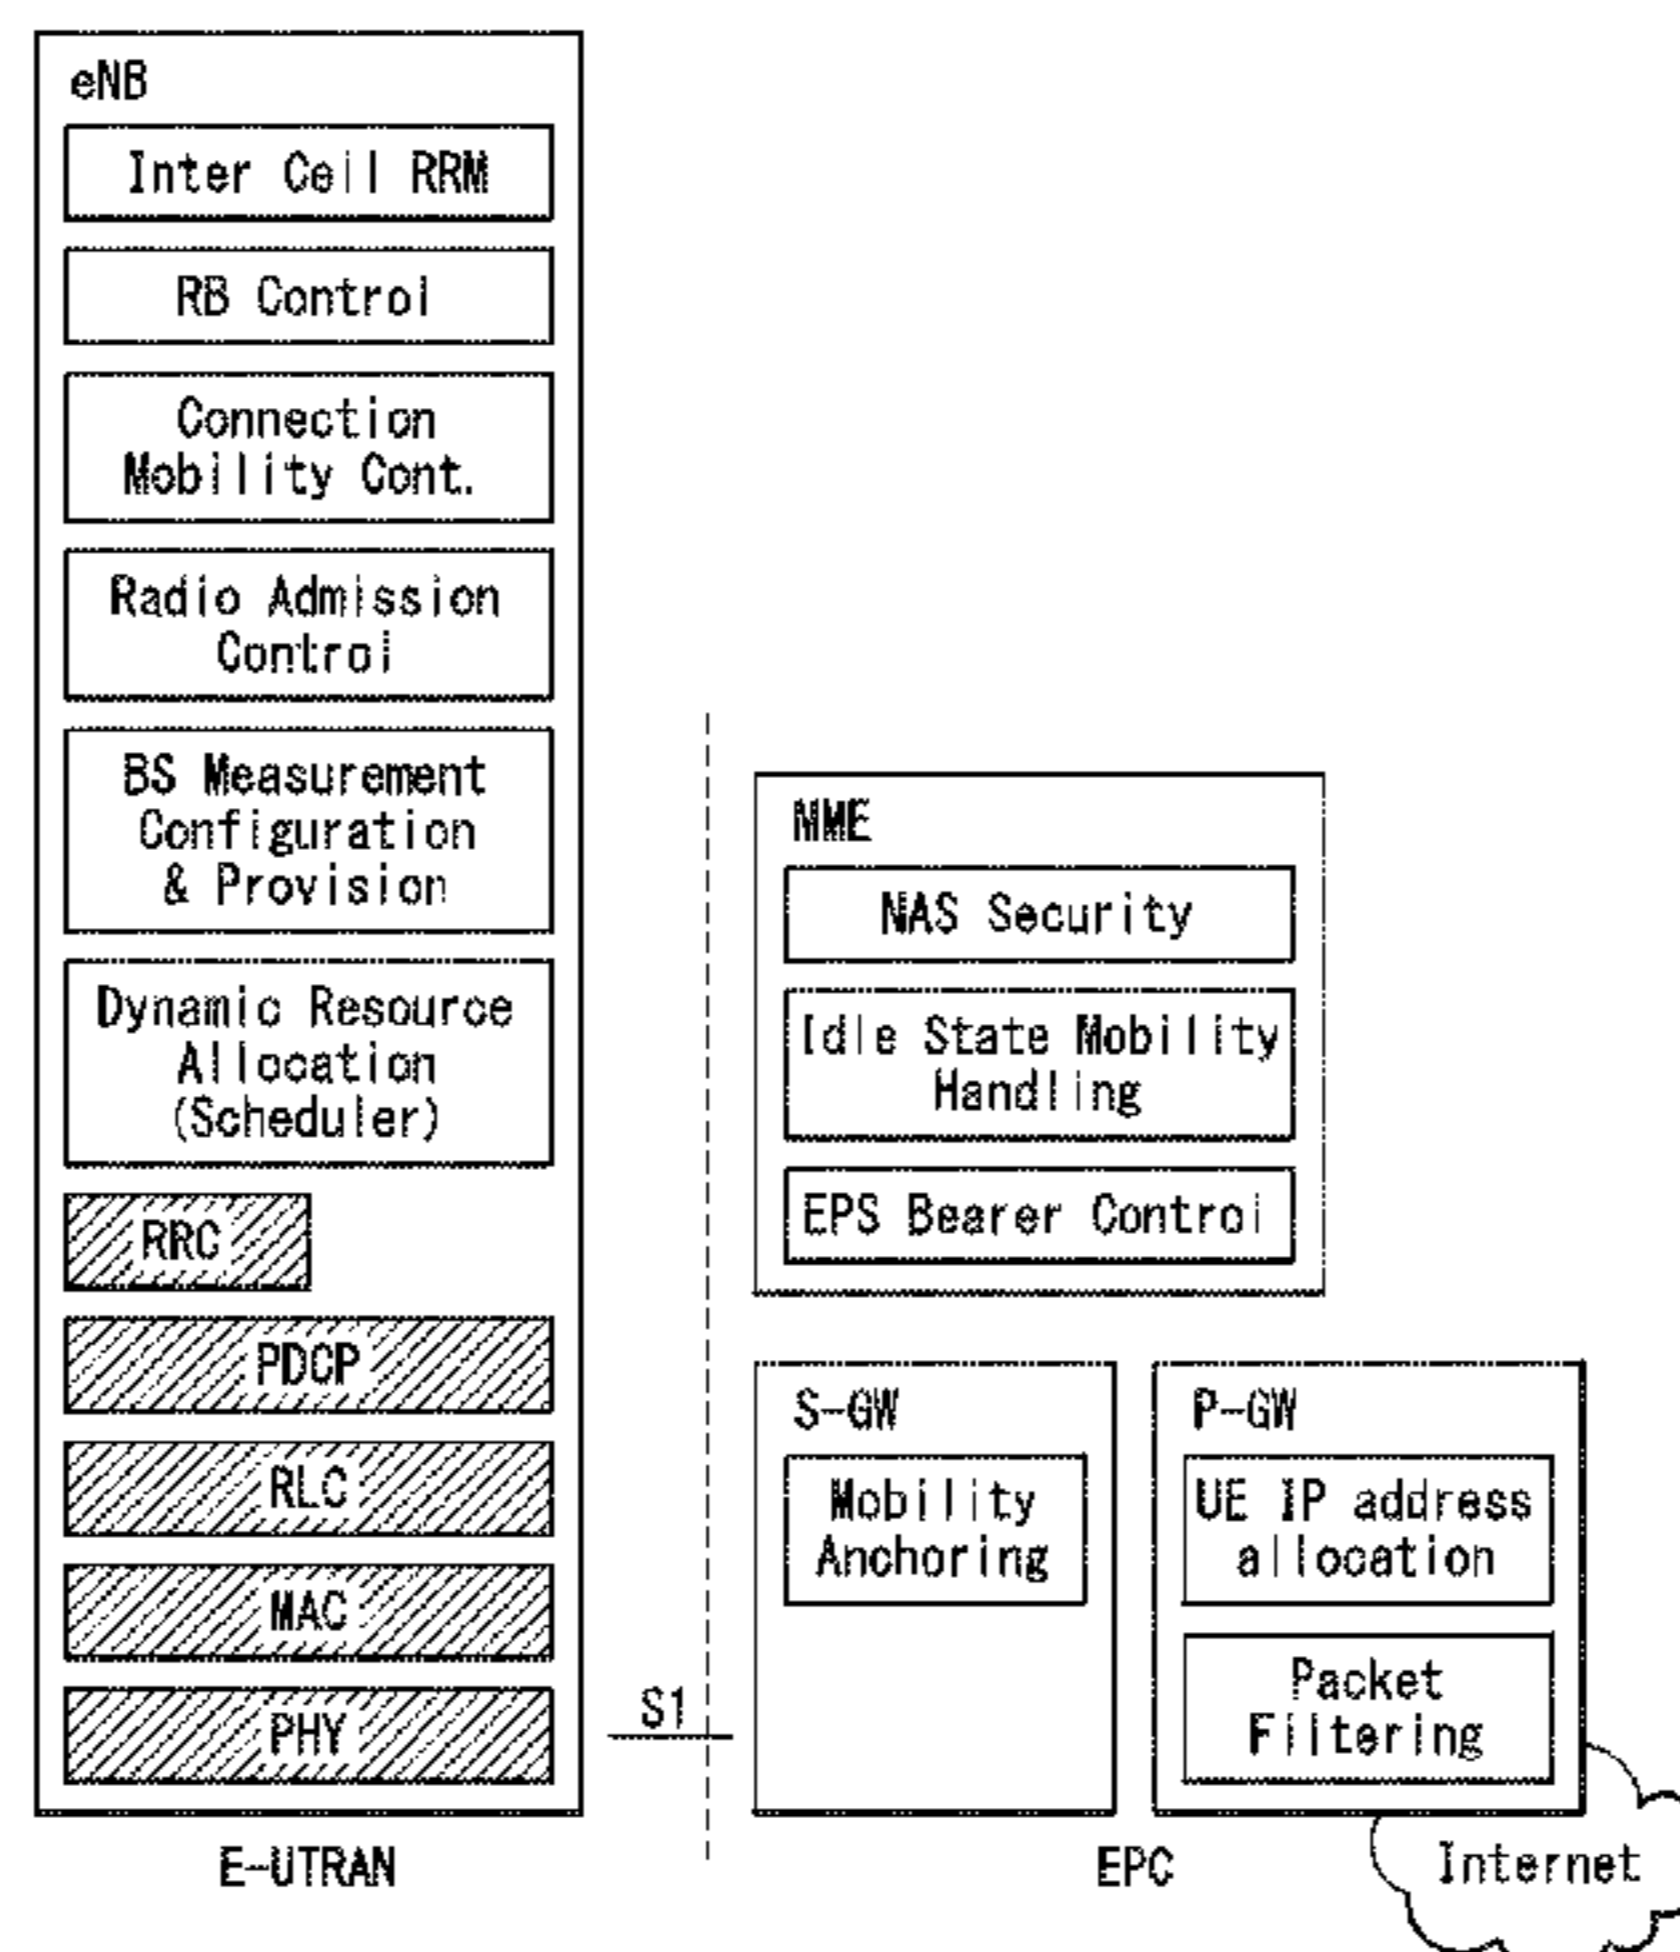 eNB
Inter Cell RRM
RB Control
Connection
Mobility Cont.
Radio Admission
Control
BS Measurement
Configuration
& Provision
Dynamic Resource
Allocation
(Scheduler)
RRC
PDCP
RLC
MAC
PHY
E-UTRAN
S1
MME
NAS Security
Idle State Mobility
Handling
EPS Bearer Control
S-GW
Mobility
Anchoring
P-GW
UE IP address
allocation
Packet
Filtering
EPC
Internet